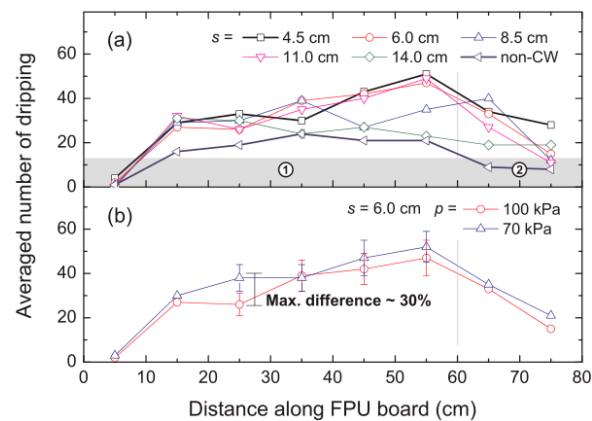 (a) s = 4.5 cm 6.0 cm 8.5 cm
11.0 cm 14.0 cm non-CW
60
40
20
0
① ②
(b) s = 6.0 cm p = 100 kPa
70 kPa
60
40
20
0
Max. difference ~ 30%
0 10 20 30 40 50 60 70 80
Distance along FPU board (cm)
Averaged number of dripping